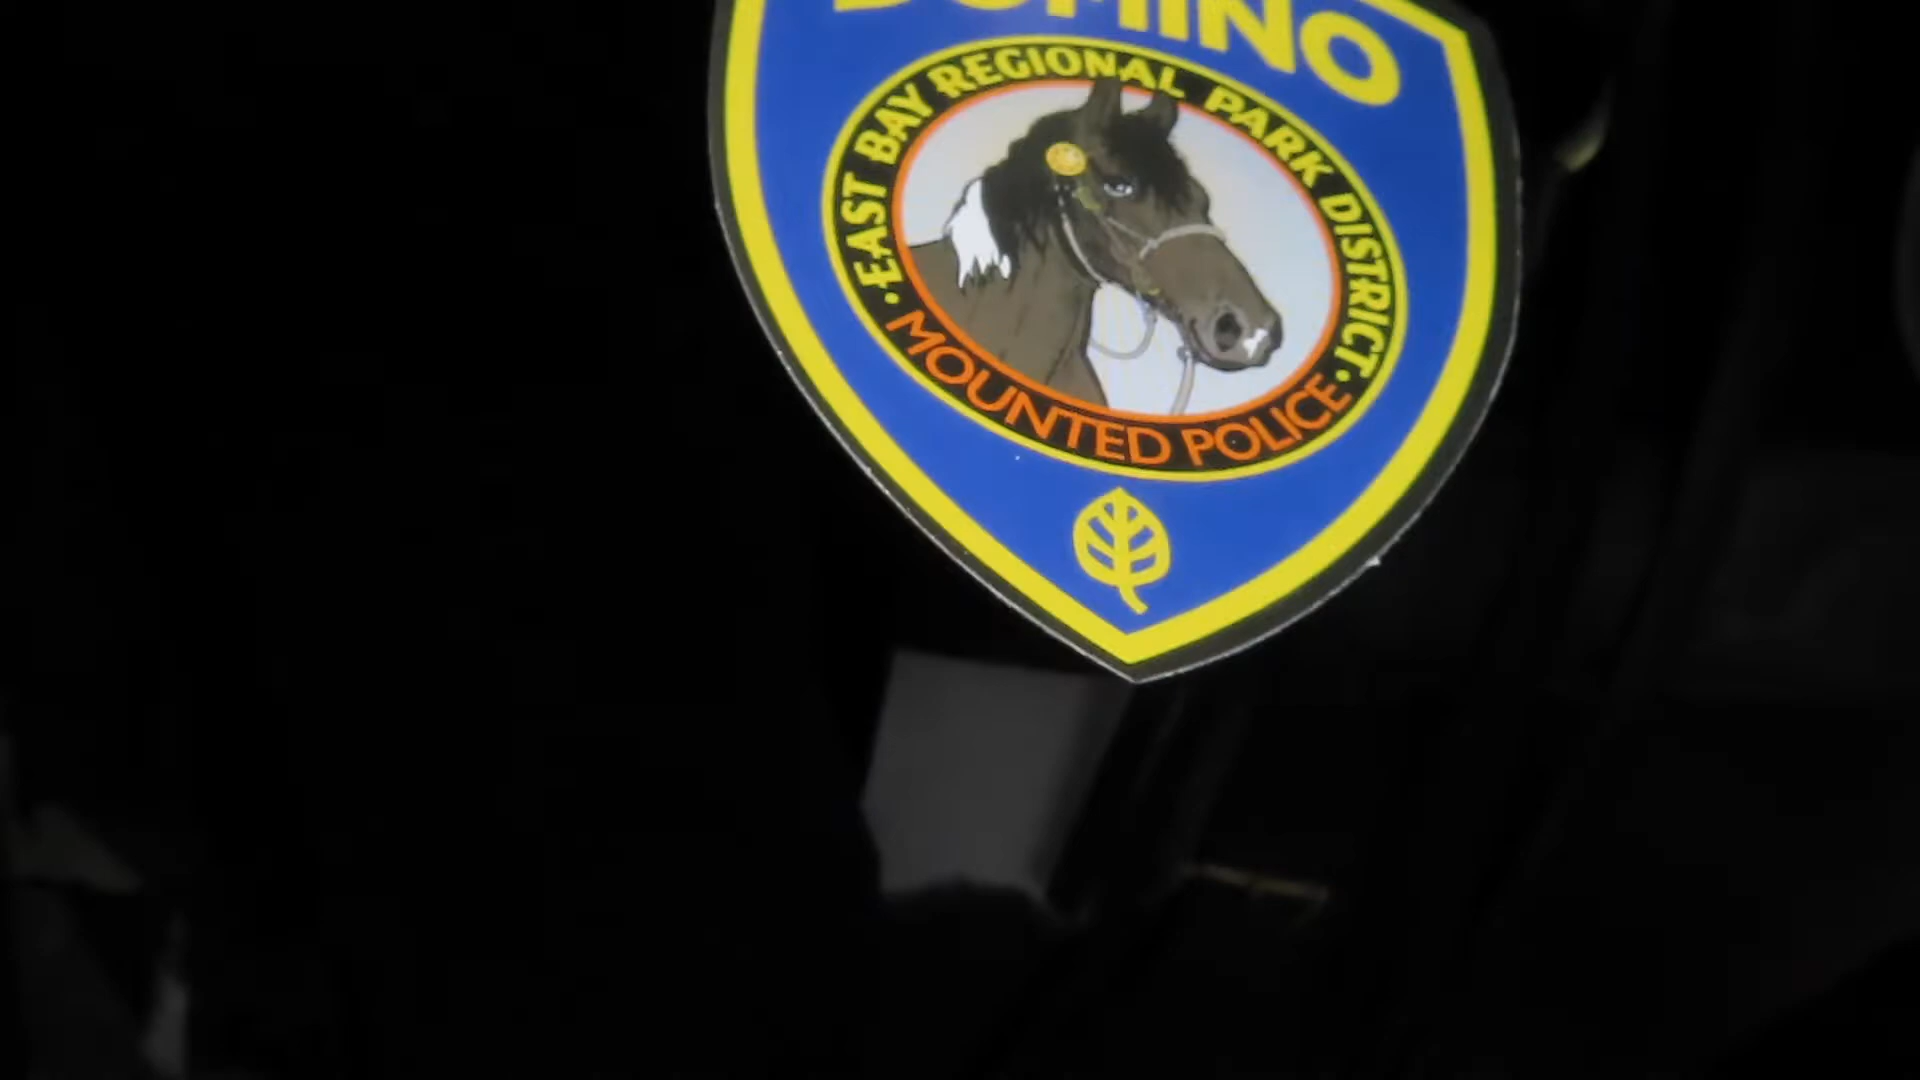 DOMINO
• EAST BAY REGIONAL PARK DISTRICT •
MOUNTED POLICE